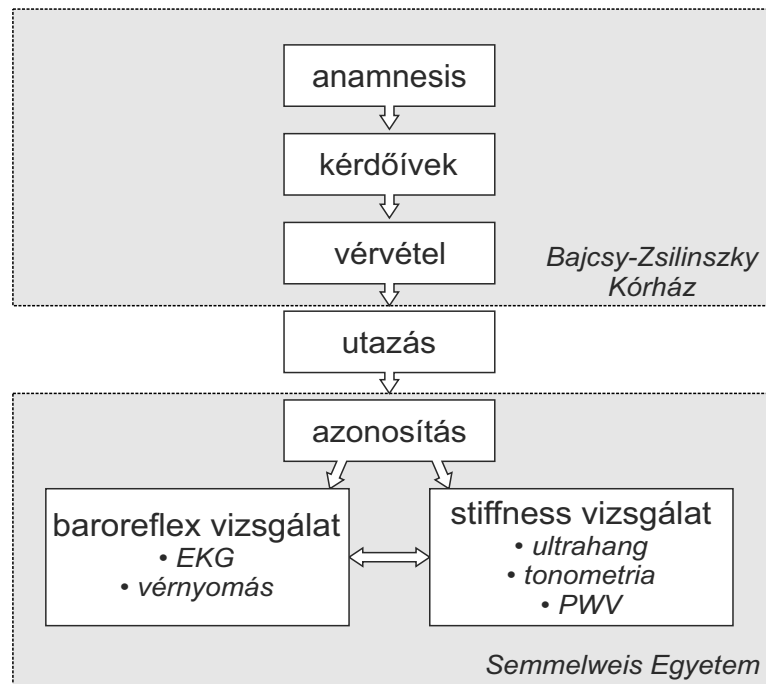 anamnesis
kérdőívek
vérvétel
Bajcsy-Zsilinszky
Kórház
utazás
azonosítás
baroreflex vizsgálat
• EKG
• vérnyomás
stiffness vizsgálat
• ultrahang
• tonometria
• PWV
Semmelweis Egyetem